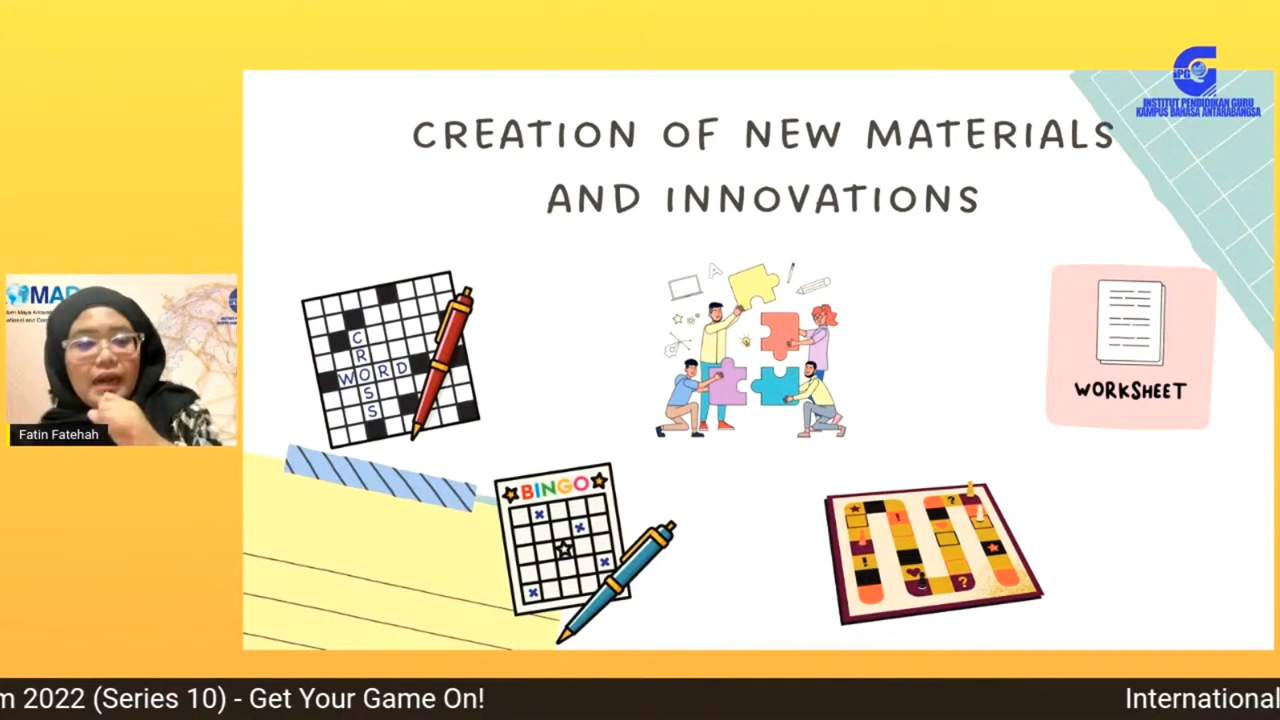 INSTITUT PENDIDIKAN GURU
KAMPUS BAHASA ANTARABANGSA
CREATION OF NEW MATERIALS
AND INNOVATIONS
CROSS
WORD
WORKSHEET
BINGO
Fatin Fatehah
m 2022 (Series 10) - Get Your Game On!
International